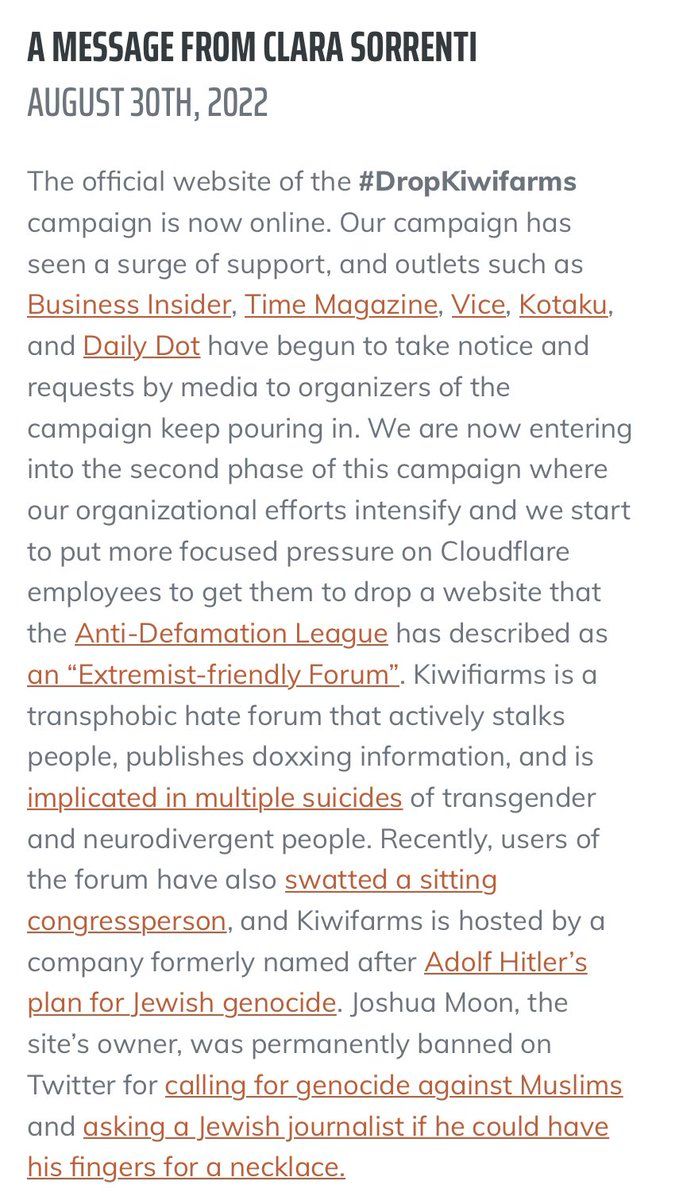 A MESSAGE FROM CLARA SORRENTI
AUGUST 30TH, 2022
The official website of the #DropKiwifarms
campaign is now online. Our campaign has
seen a surge of support, and outlets such as
Business Insider, Time Magazine, Vice, Kotaku,
and Daily Dot have begun to take notice and
requests by media to organizers of the
campaign keep pouring in. We are now entering
into the second phase of this campaign where
our organizational efforts intensify and we start
to put more focused pressure on Cloudflare
employees to get them to drop a website that
the Anti-Defamation League has described as
an “Extremist-friendly Forum”. Kiwifiarms is a
transphobic hate forum that actively stalks
people, publishes doxxing information, and is
implicated in multiple suicides of transgender
and neurodivergent people. Recently, users of
the forum have also swatted a sitting
congressperson, and Kiwifarms is hosted by a
company formerly named after Adolf Hitler’s
plan for Jewish genocide. Joshua Moon, the
site’s owner, was permanently banned on
Twitter for calling for genocide against Muslims
and asking a Jewish journalist if he could have
his fingers for a necklace.